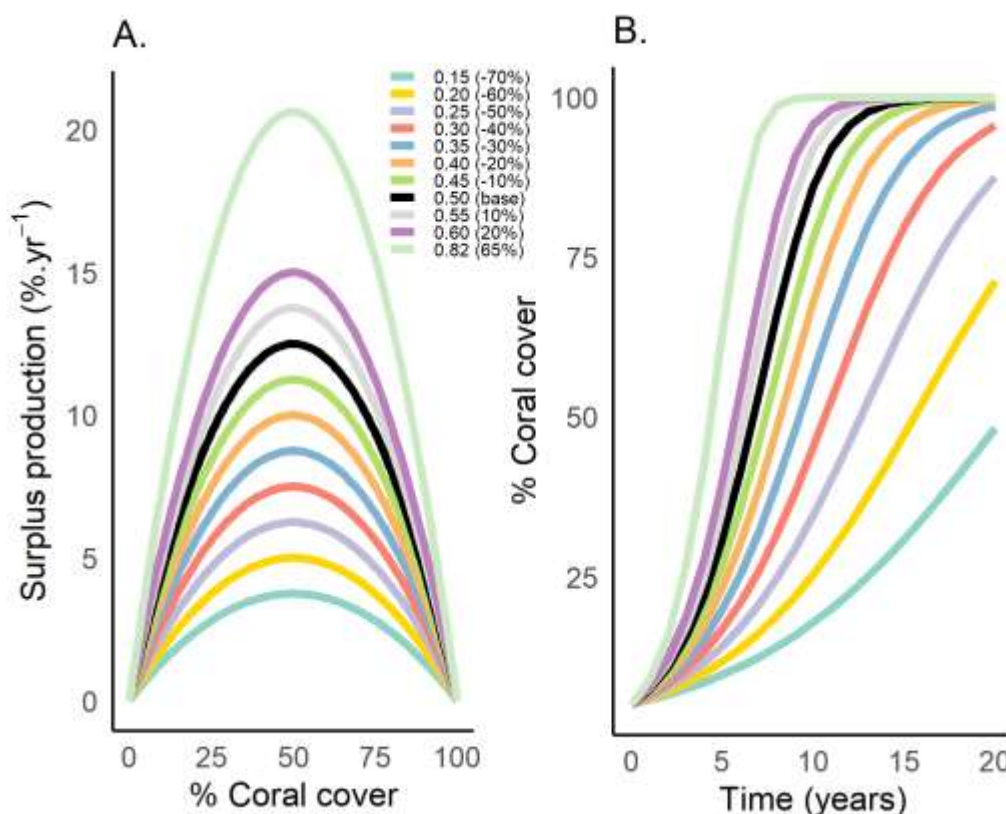 A.
Surplus production (%.yr⁻¹)
20
15
10
5
0
0 25 50 75 100
% Coral cover
0.15 (-70%)
0.20 (-60%)
0.25 (-50%)
0.30 (-40%)
0.35 (-30%)
0.40 (-20%)
0.45 (-10%)
0.50 (base)
0.55 (10%)
0.60 (20%)
0.82 (65%)
B.
% Coral cover
100
75
50
25
0 5 10 15 20
Time (years)